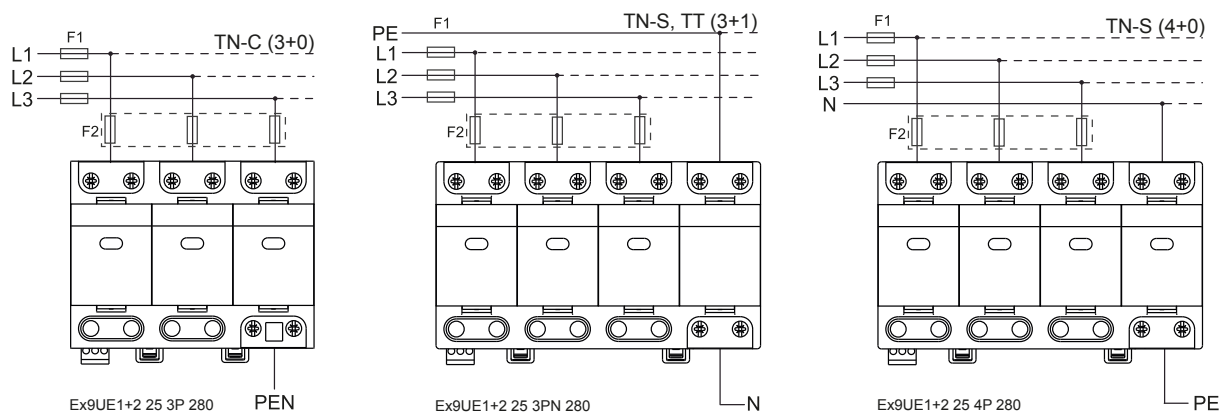 F1
TN-C (3+0)
L1
L2
L3
F2
Ex9UE1+2 25 3P 280
PEN
F1
TN-S, TT (3+1)
PE
L1
L2
L3
F2
Ex9UE1+2 25 3PN 280
N
F1
TN-S (4+0)
L1
L2
L3
N
F2
Ex9UE1+2 25 4P 280
PE